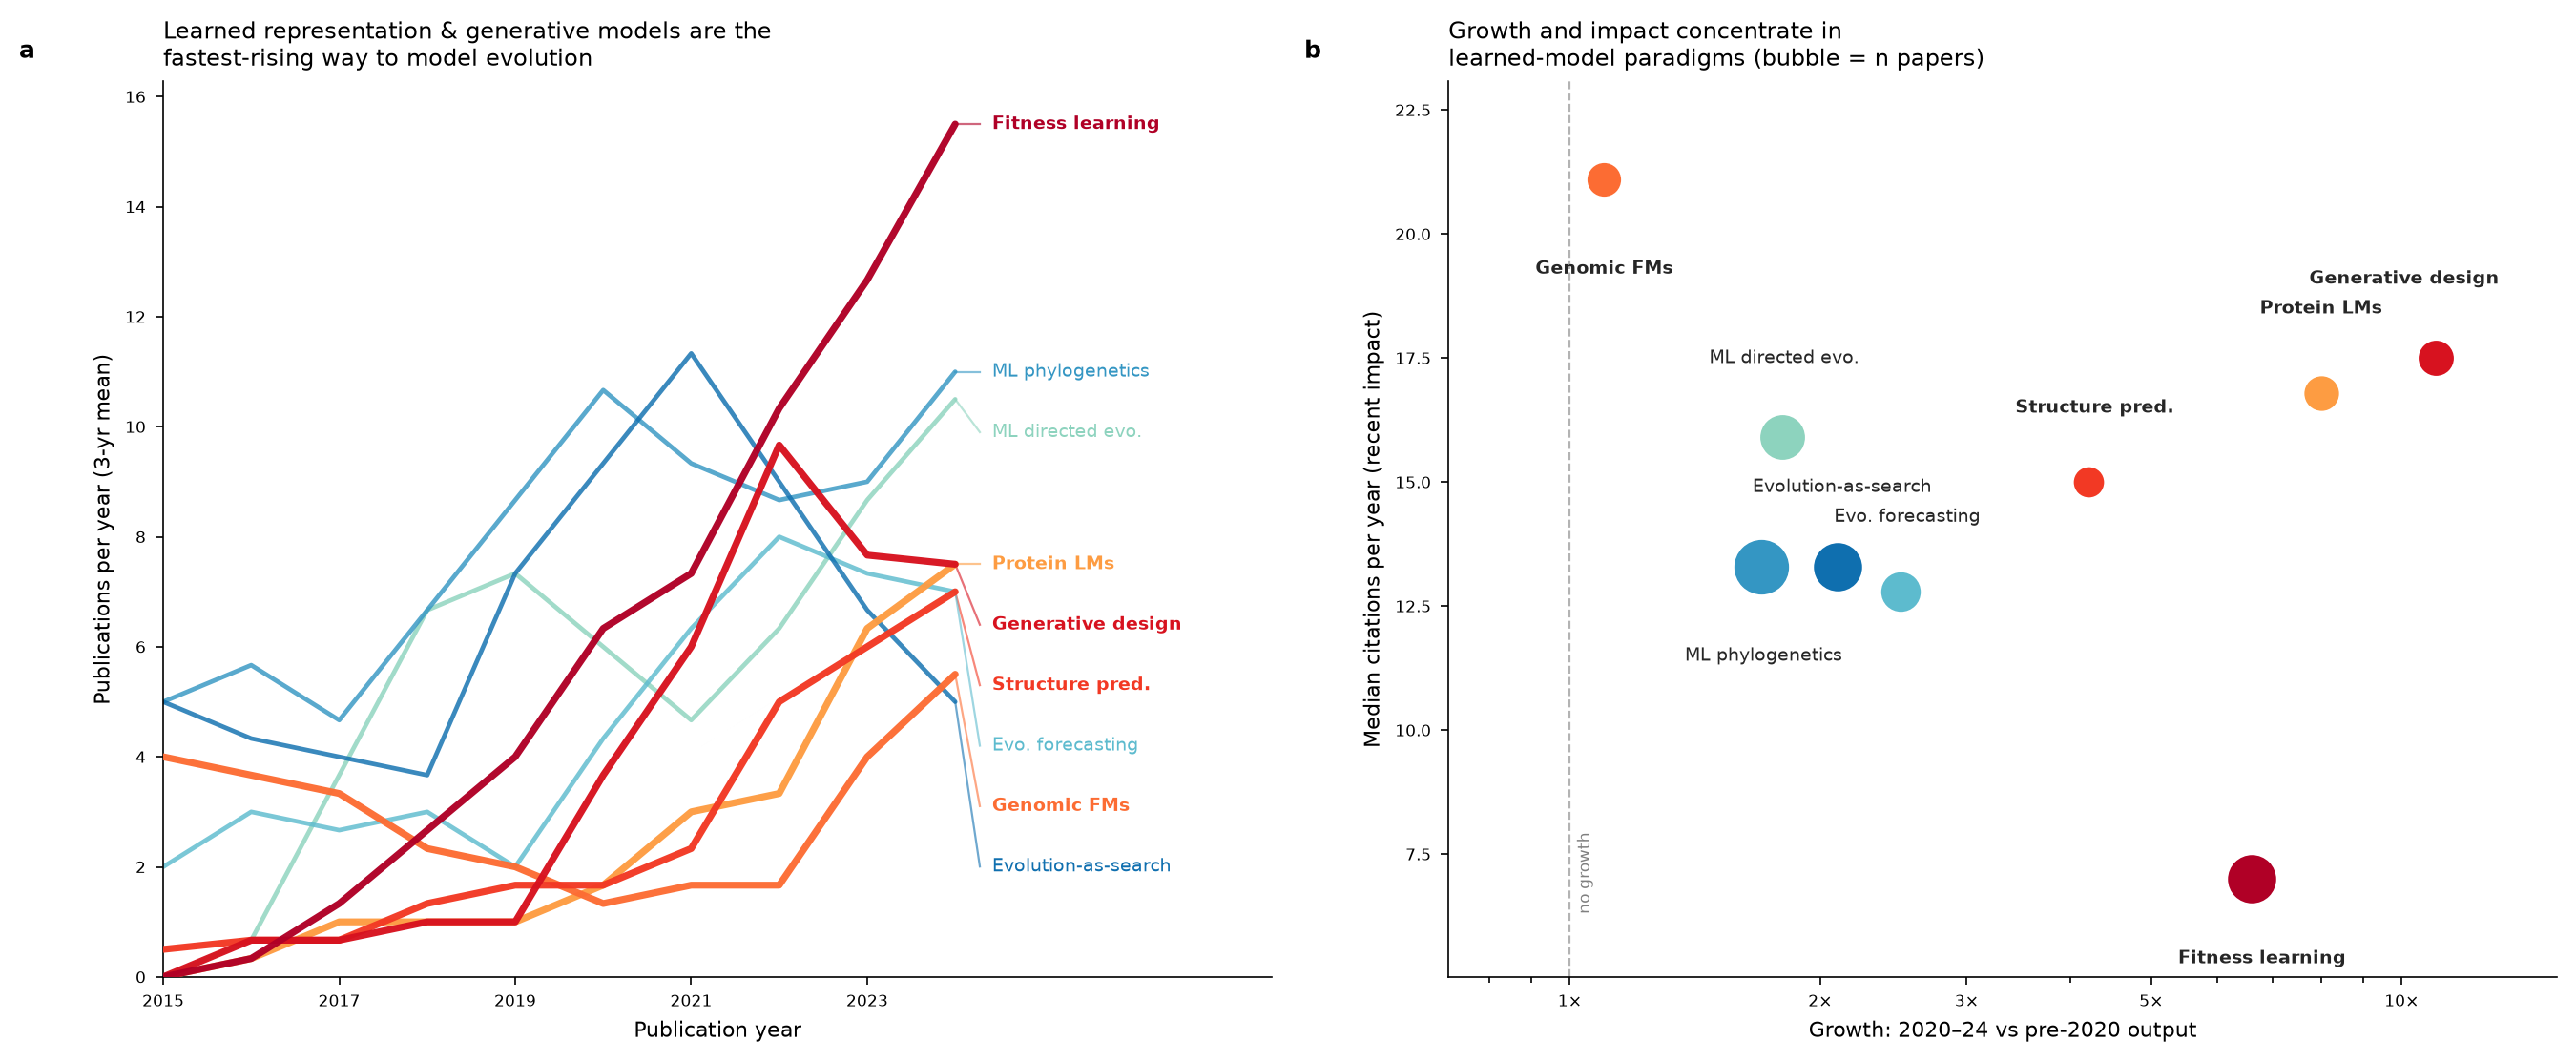 a
Learned representation & generative models are the
fastest-rising way to model evolution
Publications per year (3-yr mean)
16
14
12
10
8
6
4
2
0
2015
2017
2019
2021
2023
Publication year
Fitness learning
ML phylogenetics
ML directed evo.
Protein LMs
Generative design
Structure pred.
Evo. forecasting
Genomic FMs
Evolution-as-search
b
Growth and impact concentrate in
learned-model paradigms (bubble = n papers)
Median citations per year (recent impact)
22.5
20.0
17.5
15.0
12.5
10.0
7.5
Genomic FMs
Generative design
Protein LMs
ML directed evo.
Structure pred.
Evolution-as-search
Evo. forecasting
ML phylogenetics
no growth
Fitness learning
1×
2×
3×
5×
10×
Growth: 2020–24 vs pre-2020 output